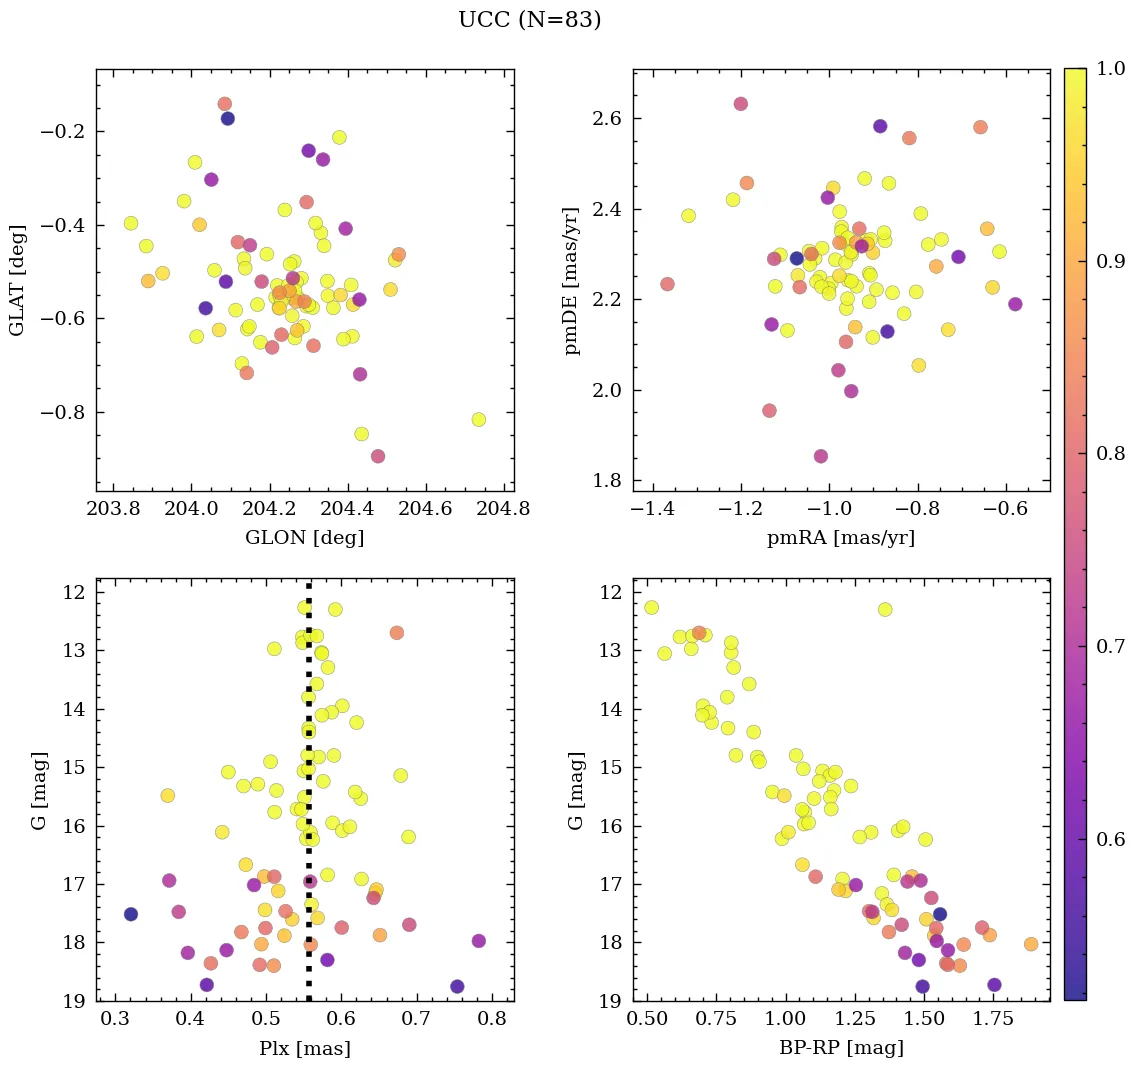 UCC (N=83)
−0.2
−0.4
−0.6
−0.8
GLAT [deg]
203.8 204.0 204.2 204.4 204.6 204.8
GLON [deg]
2.6
2.4
2.2
2.0
1.8
pmDE [mas/yr]
−1.4 −1.2 −1.0 −0.8 −0.6
pmRA [mas/yr]
1.0
0.9
0.8
0.7
0.6
12
13
14
15
16
17
18
19
G [mag]
0.3 0.4 0.5 0.6 0.7 0.8
Plx [mas]
12
13
14
15
16
17
18
19
G [mag]
0.50 0.75 1.00 1.25 1.50 1.75
BP-RP [mag]